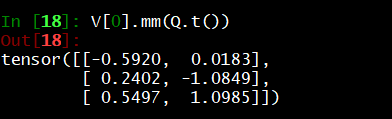 In [18]: V[0].mm(Q.t())
Out[18]:
tensor([[-0.5920,  0.0183],
        [ 0.2402, -1.0849],
        [ 0.5497,  1.0985]])